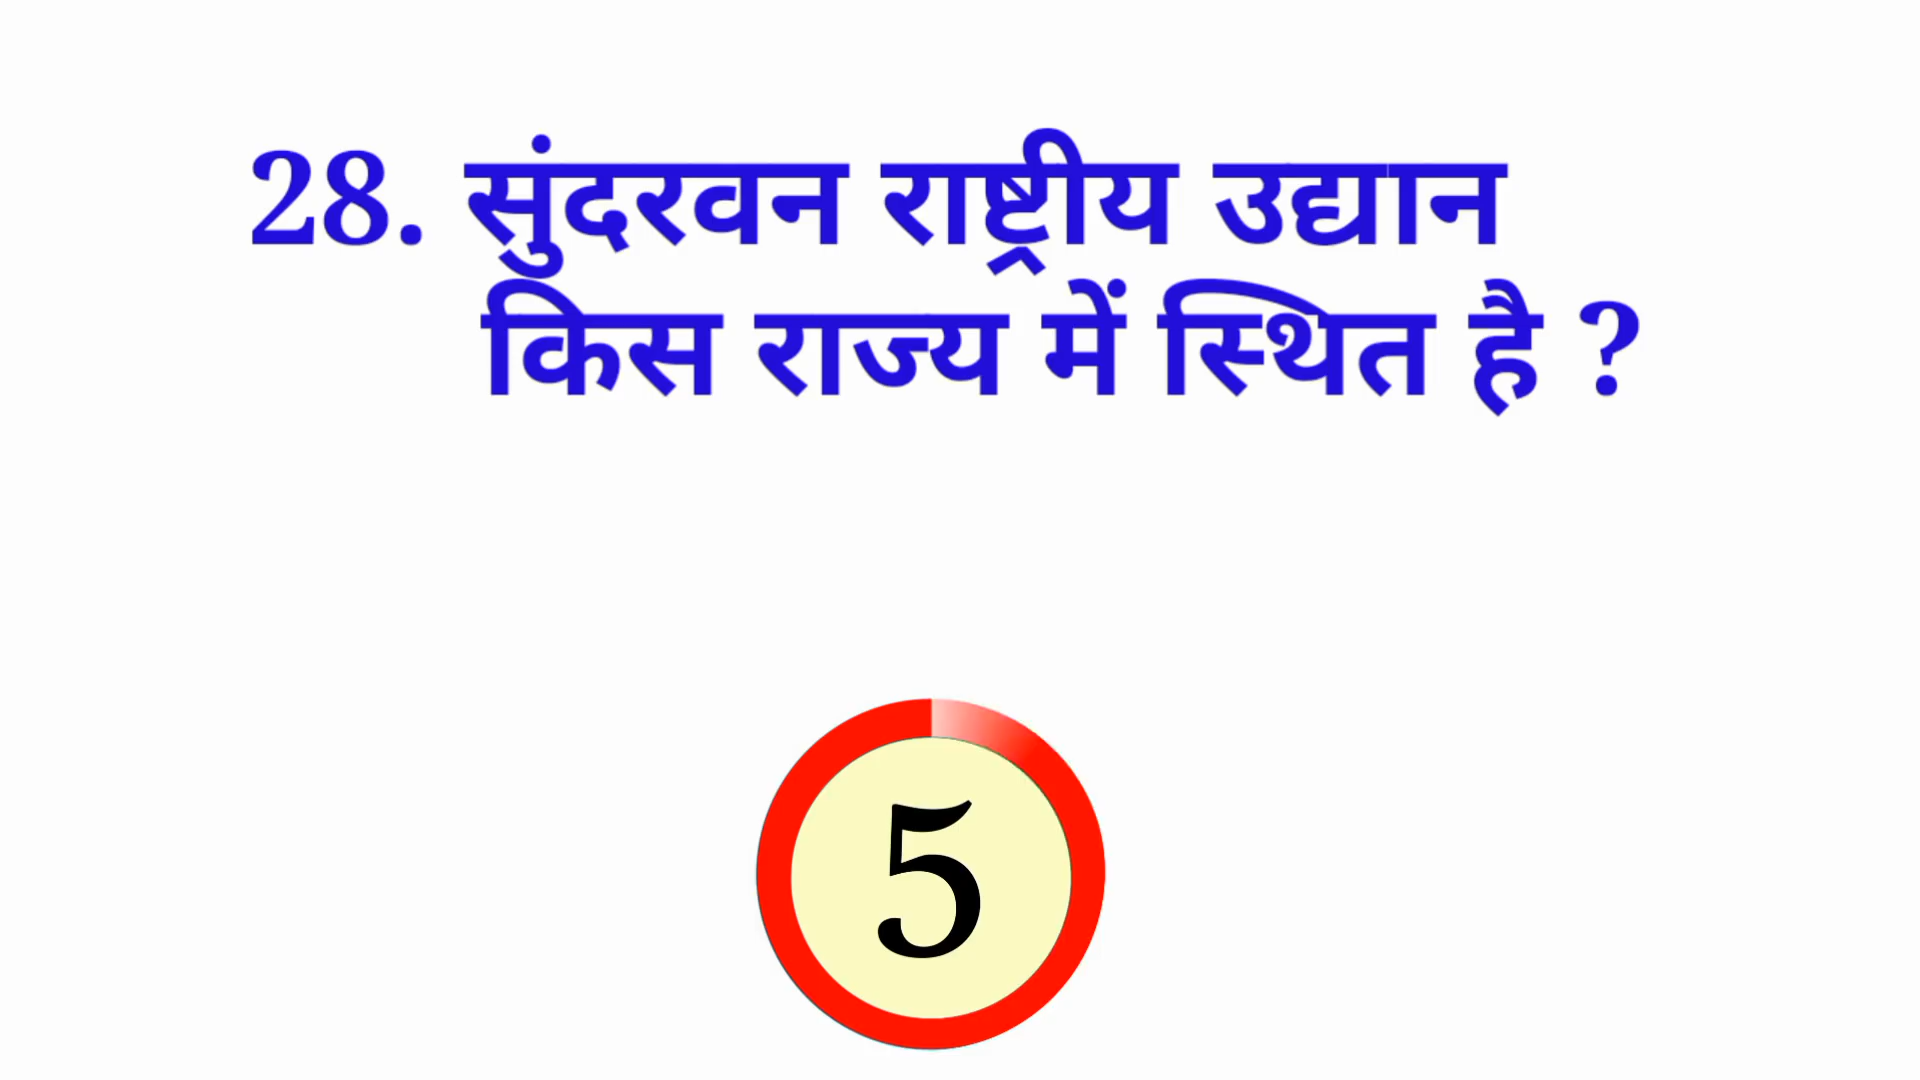 28. सुंदरवन राष्ट्रीय उद्यान
किस राज्य में स्थित है ?
5